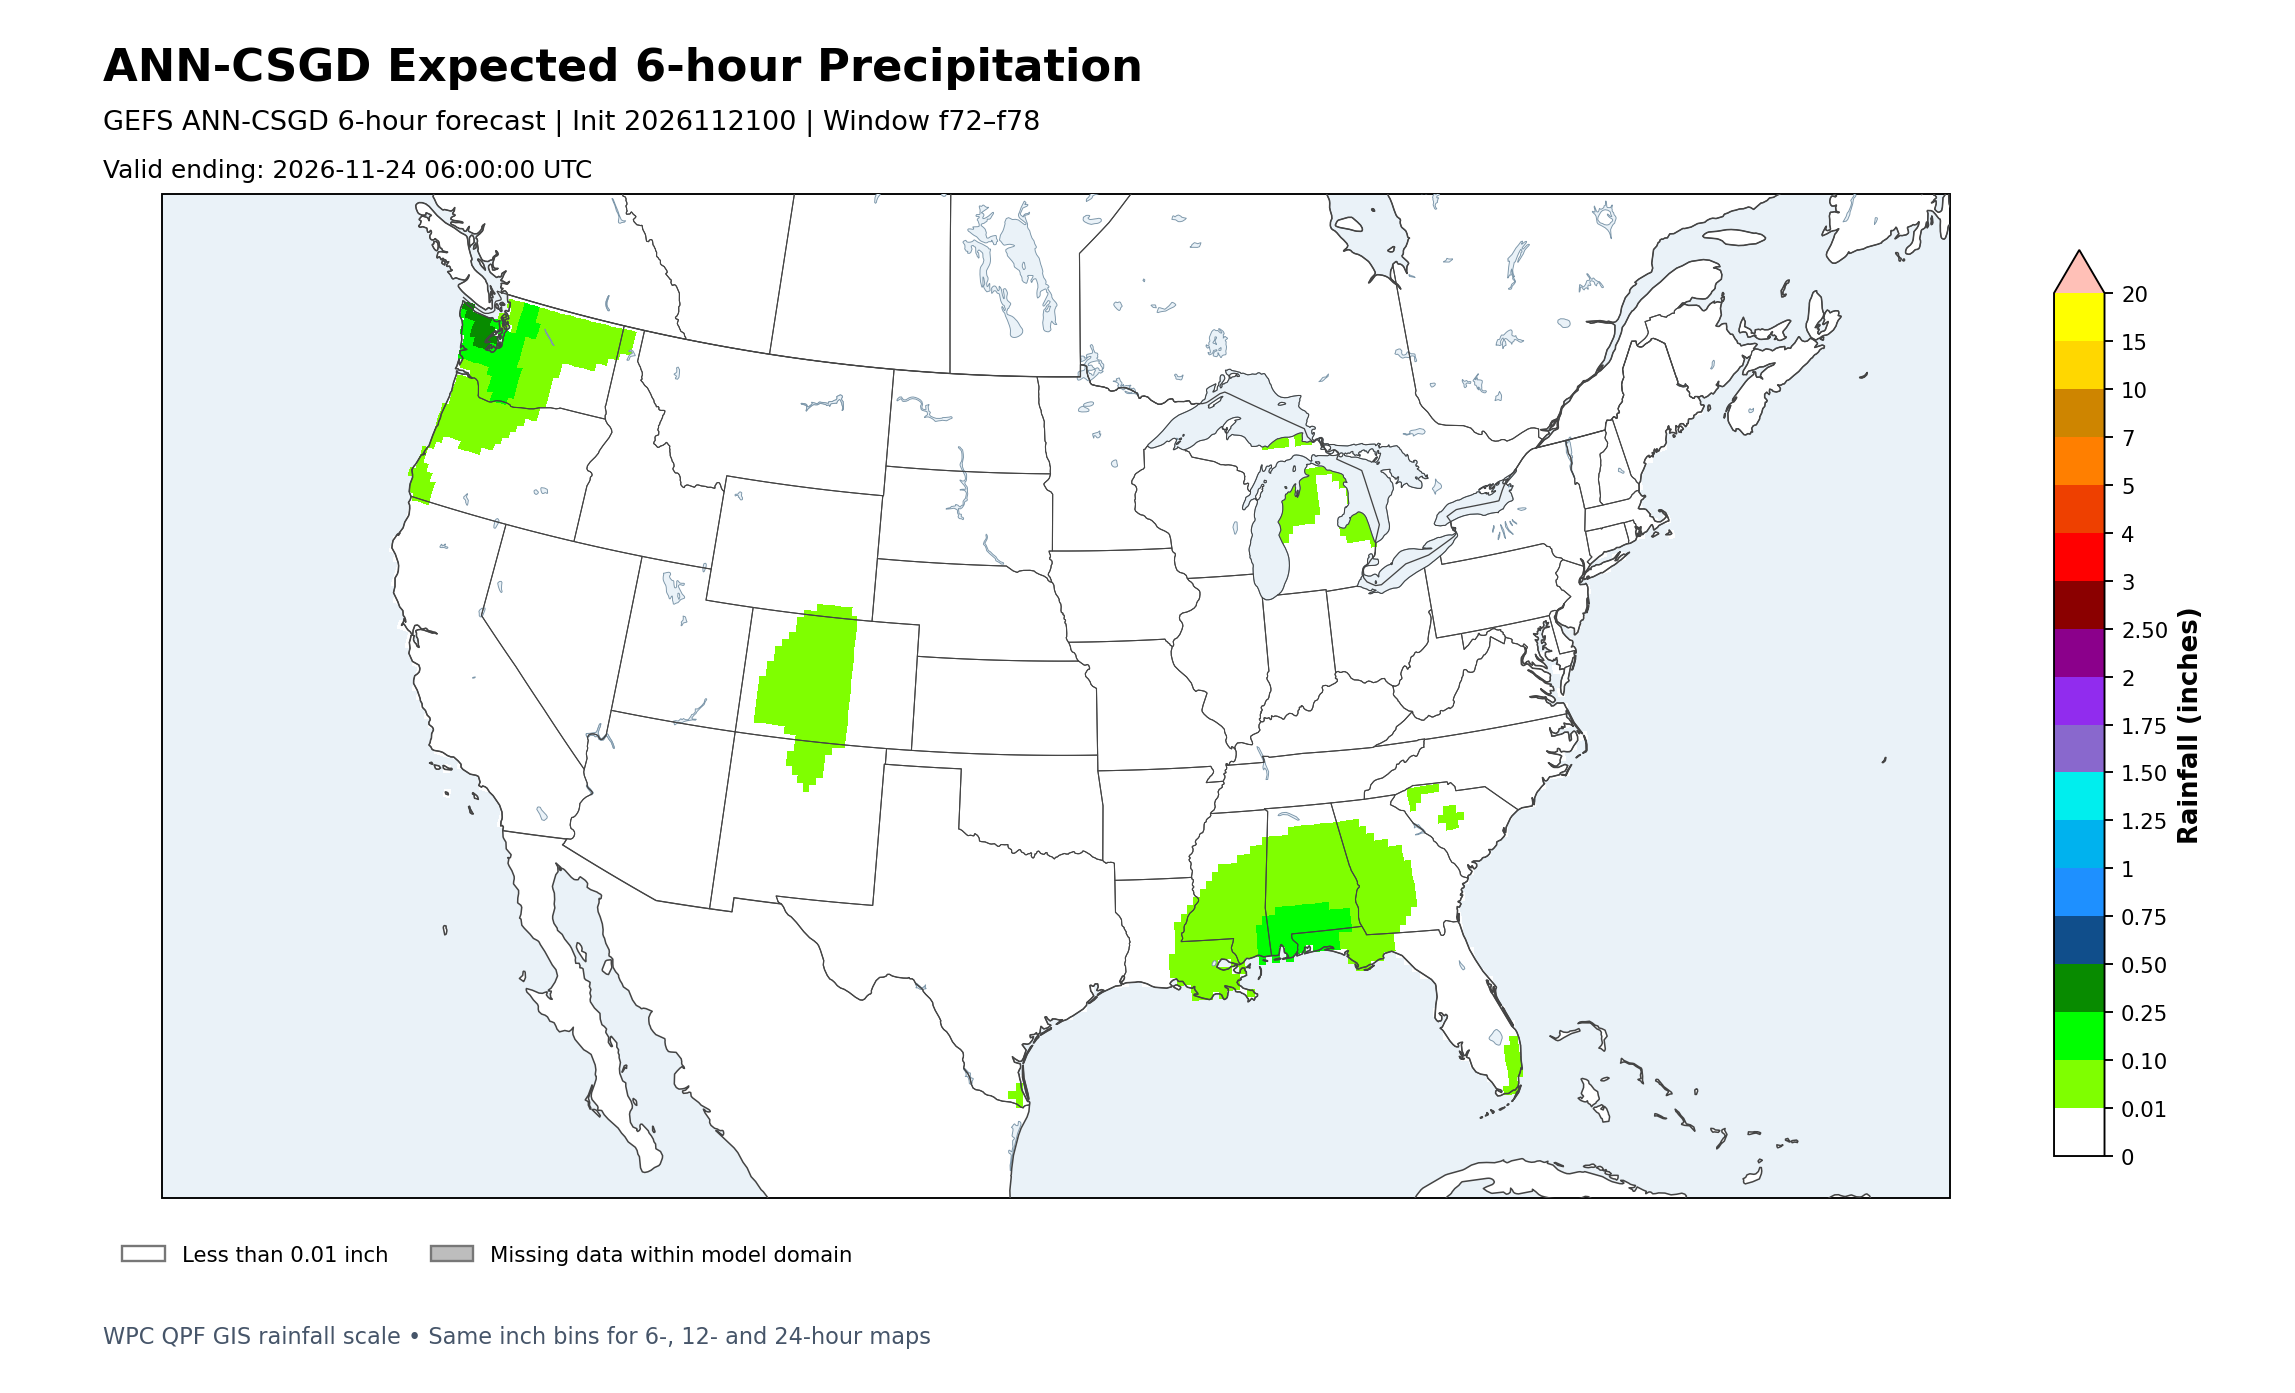 ANN-CSGD Expected 6-hour Precipitation
GEFS ANN-CSGD 6-hour forecast | Init 2026112100 | Window f72–f78
Valid ending: 2026-11-24 06:00:00 UTC
20
15
10
7
5
4
3
2.50
2
1.75
1.50
1.25
1
0.75
0.50
0.25
0.10
0.01
0
Rainfall (inches)
Less than 0.01 inch
Missing data within model domain
WPC QPF GIS rainfall scale • Same inch bins for 6-, 12- and 24-hour maps